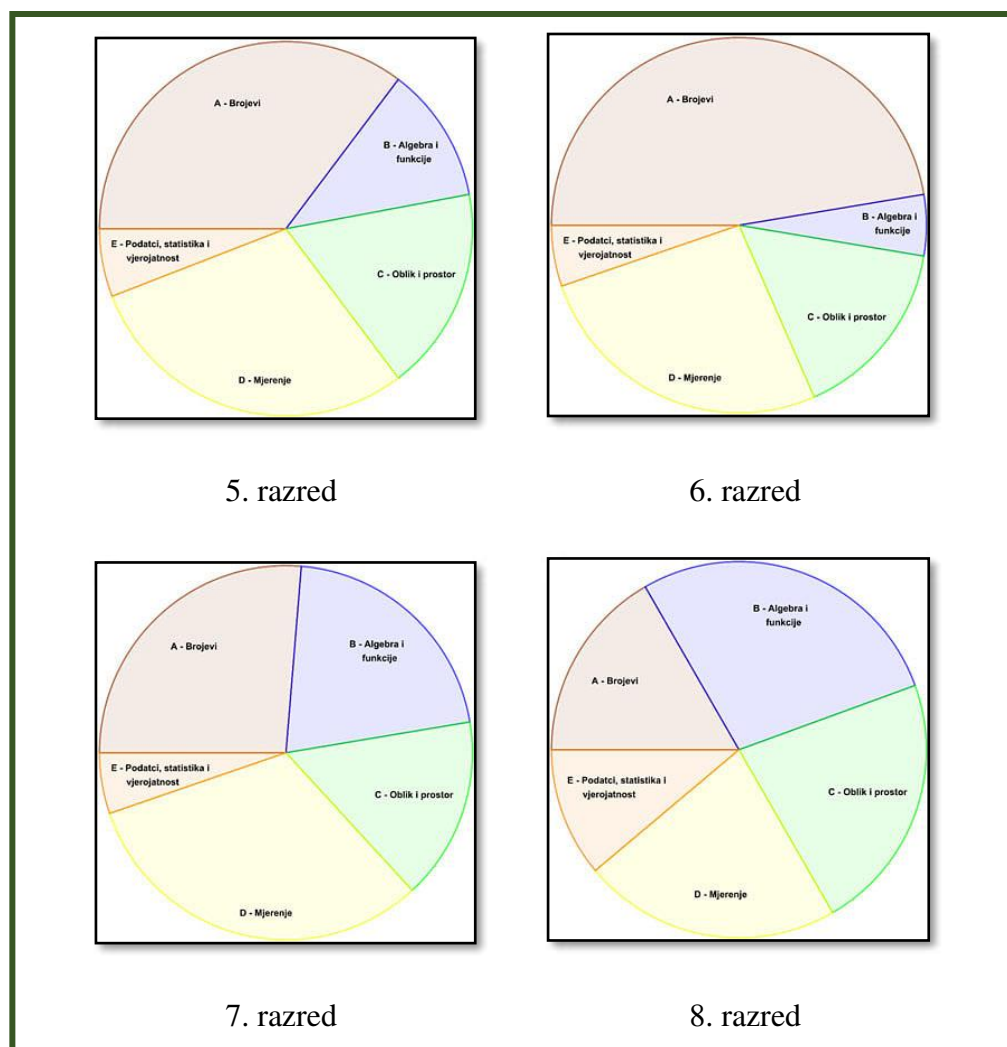 A - Brojevi
B - Algebra i
funkcije
E - Podatci, statistika i
vjerojatnost
C - Oblik i prostor
D - Mjerenje
5. razred
A - Brojevi
B - Algebra i
funkcije
E - Podatci, statistika i
vjerojatnost
C - Oblik i prostor
D - Mjerenje
6. razred
A - Brojevi
B - Algebra i
funkcije
E - Podatci, statistika i
vjerojatnost
C - Oblik i prostor
D - Mjerenje
7. razred
B - Algebra i
funkcije
A - Brojevi
E - Podatci, statistika i
vjerojatnost
C - Oblik i prostor
D - Mjerenje
8. razred